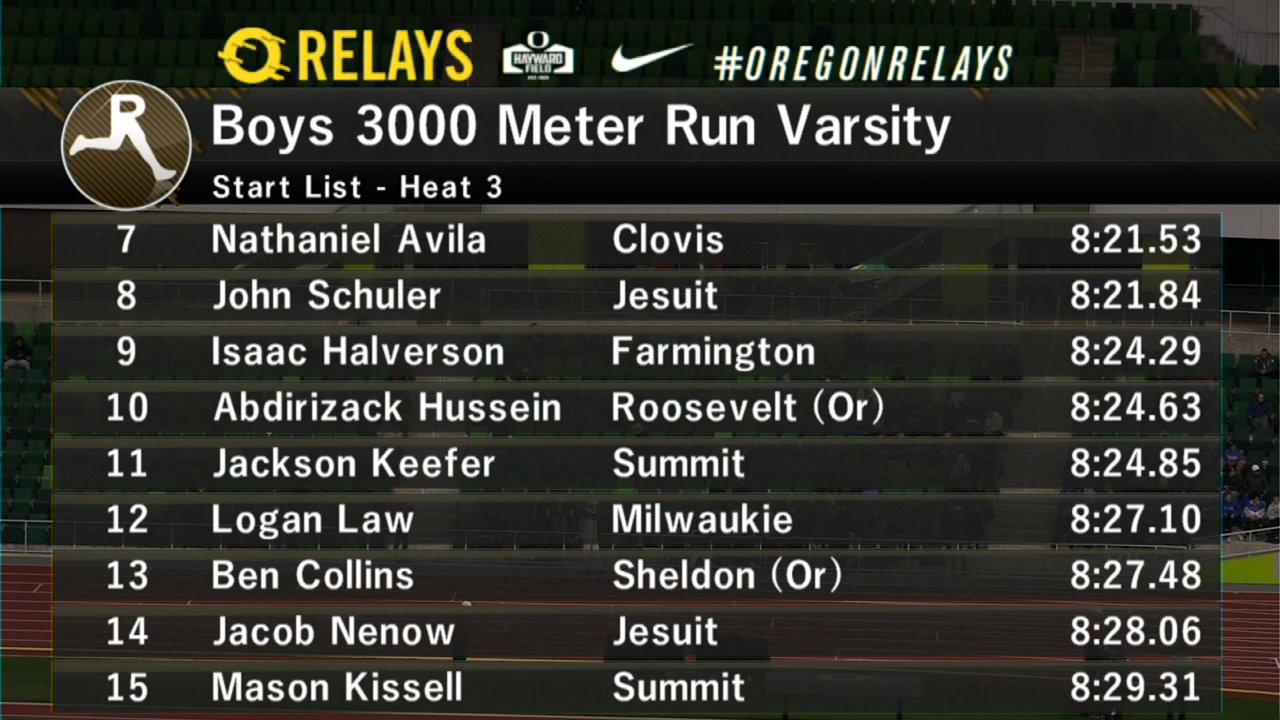 O RELAYS O HAYWARD FIELD #OREGONRELAYS
R Boys 3000 Meter Run Varsity
Start List - Heat 3
7 Nathaniel Avila Clovis 8:21.53
8 John Schuler Jesuit 8:21.84
9 Isaac Halverson Farmington 8:24.29
10 Abdirizack Hussein Roosevelt (Or) 8:24.63
11 Jackson Keefer Summit 8:24.85
12 Logan Law Milwaukie 8:27.10
13 Ben Collins Sheldon (Or) 8:27.48
14 Jacob Nenow Jesuit 8:28.06
15 Mason Kissell Summit 8:29.31